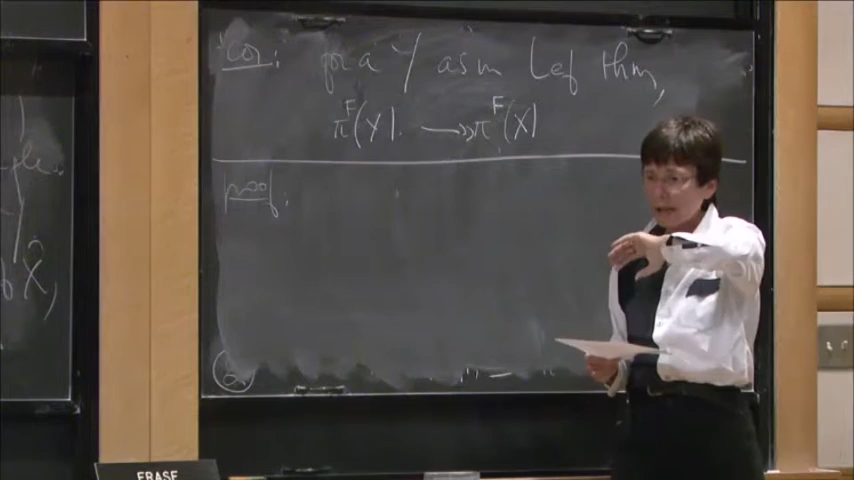 Cor: for a Y as in Lef thm,
π^F(Y) ↠ π^F(X)
proof:
X̂,
ERASE